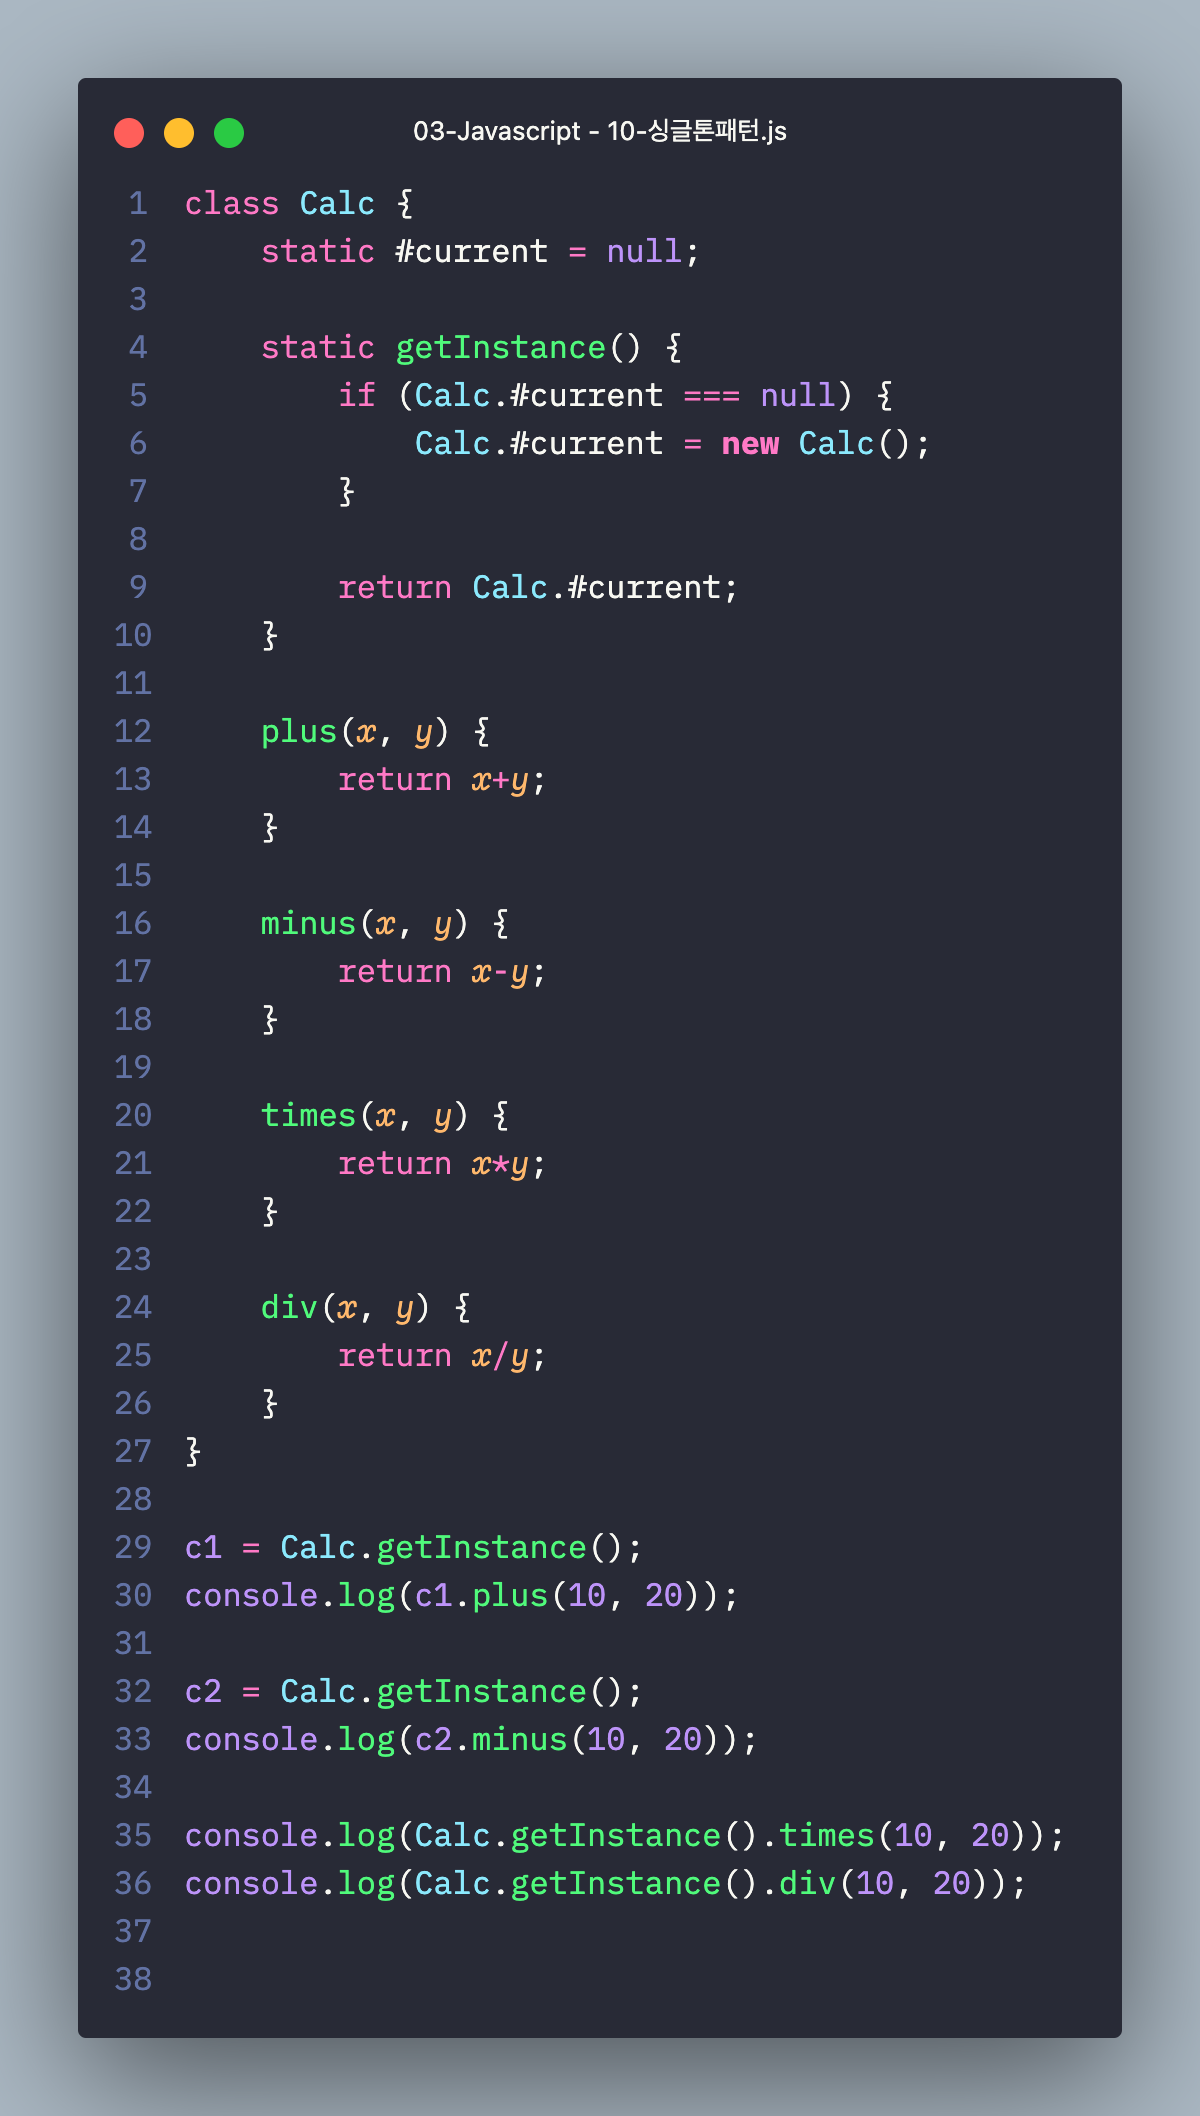 03-Javascript - 10-싱글톤패턴.js
1 class Calc {
2     static #current = null;
3
4     static getInstance() {
5         if (Calc.#current === null) {
6             Calc.#current = new Calc();
7         }
8
9         return Calc.#current;
10     }
11
12     plus(x, y) {
13         return x+y;
14     }
15
16     minus(x, y) {
17         return x-y;
18     }
19
20     times(x, y) {
21         return x*y;
22     }
23
24     div(x, y) {
25         return x/y;
26     }
27 }
28
29 c1 = Calc.getInstance();
30 console.log(c1.plus(10, 20));
31
32 c2 = Calc.getInstance();
33 console.log(c2.minus(10, 20));
34
35 console.log(Calc.getInstance().times(10, 20));
36 console.log(Calc.getInstance().div(10, 20));
37
38